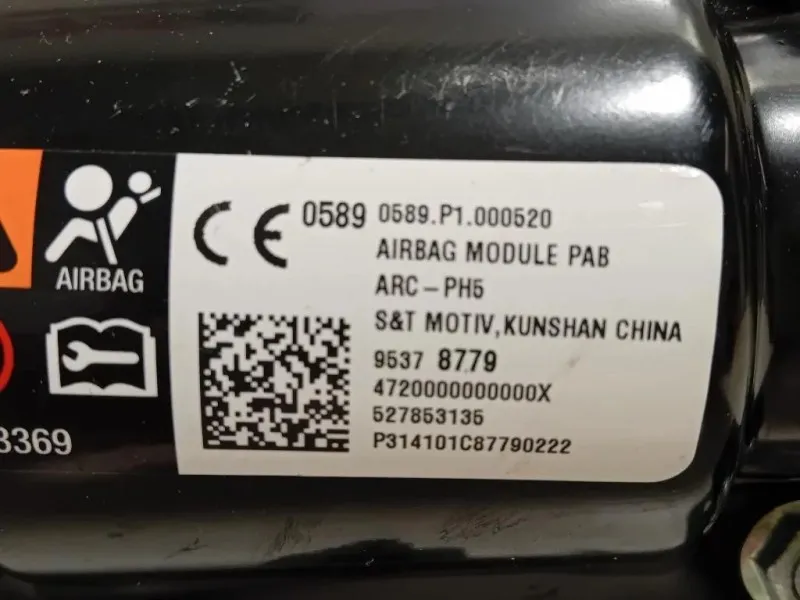 CE 0589 0589.P1.000520
AIRBAG MODULE PAB
ARC-PH5
S&T MOTIV,KUNSHAN CHINA
9537 8779
4720000000000X
527853135
P314101C87790222
AIRBAG
3369